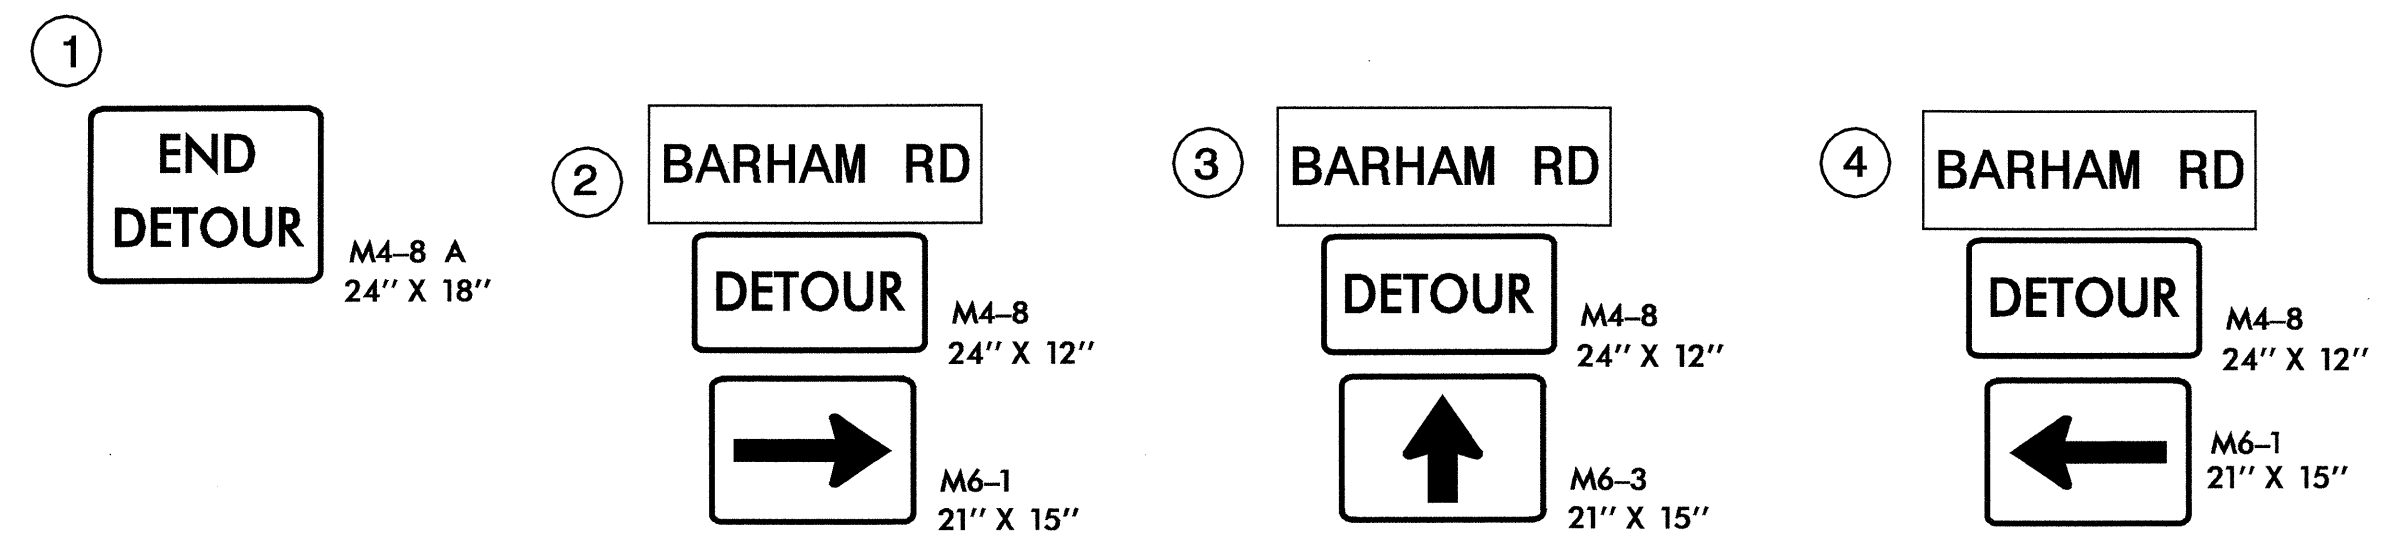 1
END
DETOUR
M4-8 A
24'' X 18''
2
BARHAM RD
DETOUR
M4-8
24'' X 12''
M6-1
21'' X 15''
3
BARHAM RD
DETOUR
M4-8
24'' X 12''
M6-3
21'' X 15''
4
BARHAM RD
DETOUR
M4-8
24'' X 12''
M6-1
21'' X 15''